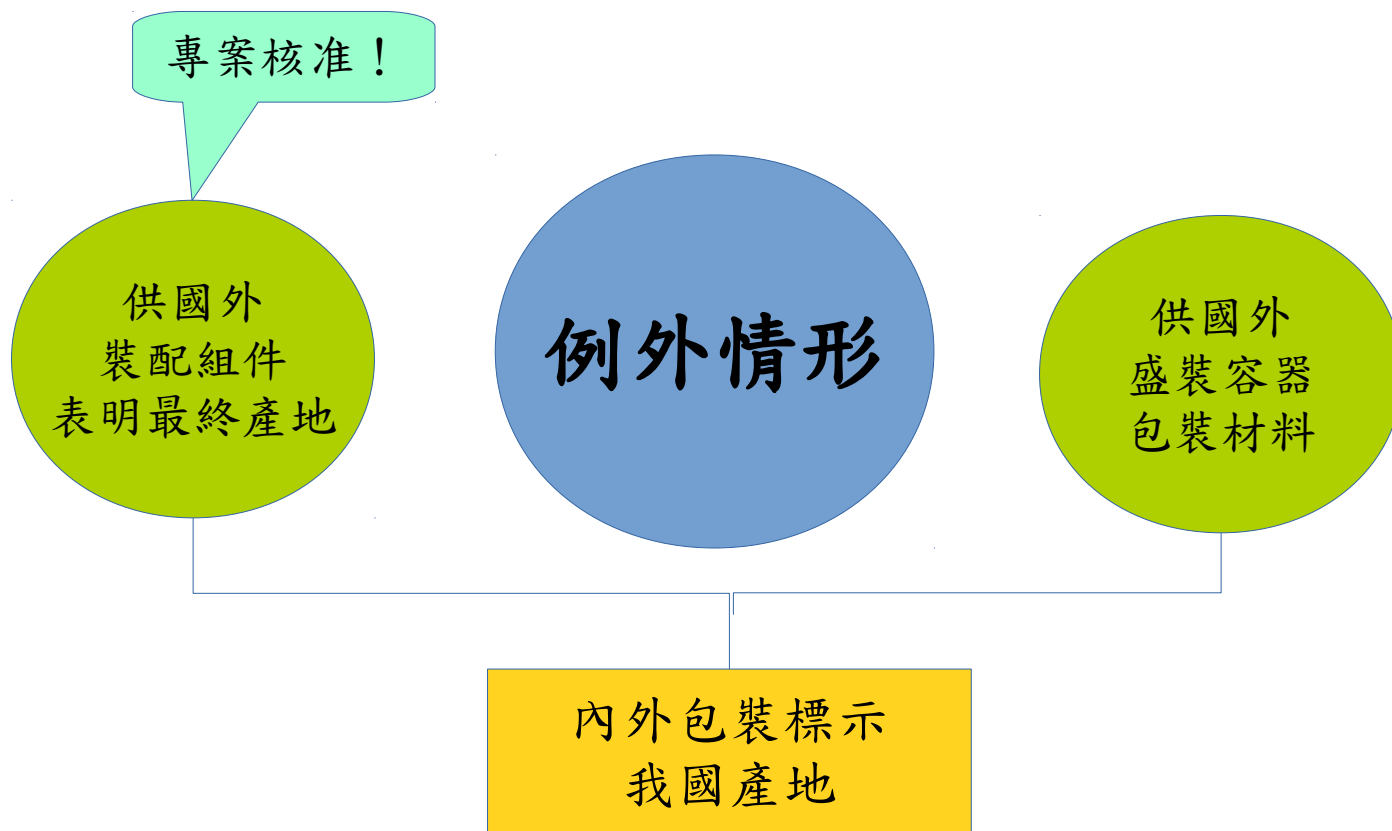 專案核准！
供國外
裝配組件
表明最終產地
例外情形
供國外
盛裝容器
包裝材料
內外包裝標示
我國產地